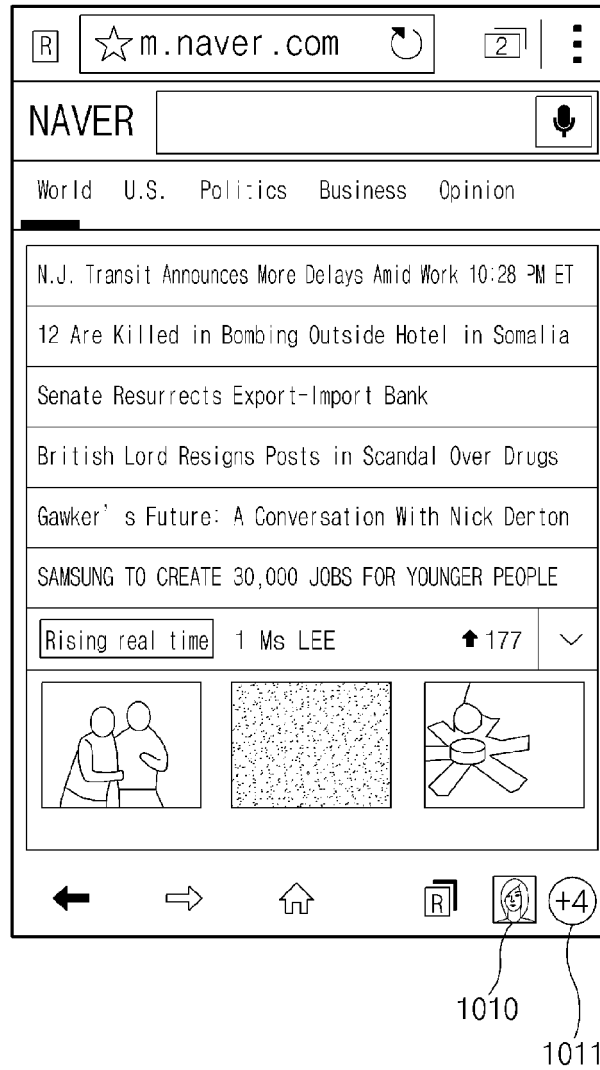 R m.naver.com 2
NAVER
World U.S. Politics Business Opinion
N.J. Transit Announces More Delays Amid Work 10:28 PM ET
12 Are Killed in Bombing Outside Hotel in Somalia
Senate Resurrects Export-Import Bank
British Lord Resigns Posts in Scandal Over Drugs
Gawker's Future: A Conversation With Nick Denton
SAMSUNG TO CREATE 30,000 JOBS FOR YOUNGER PEOPLE
Rising real time 1 Ms LEE 177
R +4
1010
1011